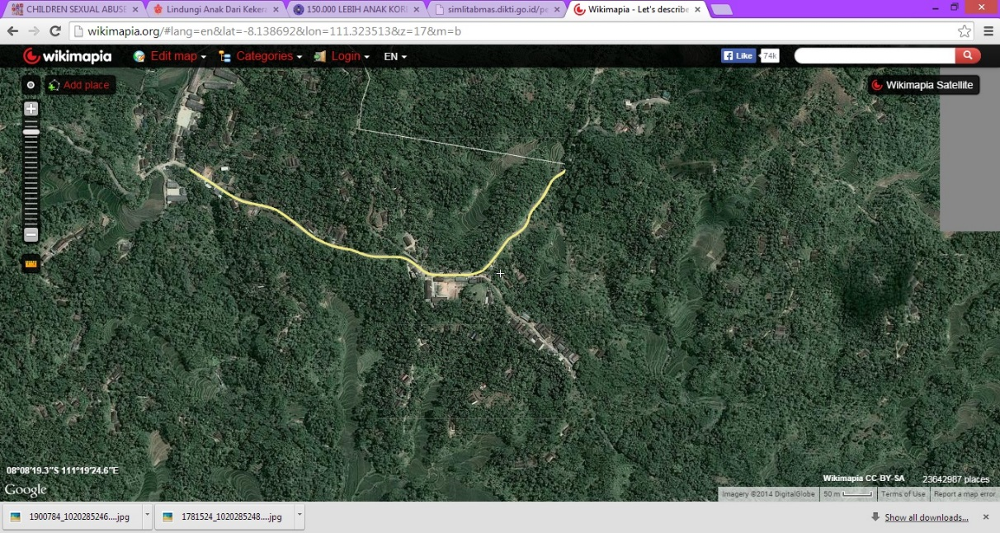 CHILDREN SEXUAL ABUSE
Lindungi Anak Dari Kekera
150.000 LEBIH ANAK KOR
simlitabmas.dikti.go.id/pe
Wikimapia - Let's describe
wikimapia.org/#lang=en&lat=-8.138692&lon=111.323513&z=17&m=b
wikimapia
Edit map
Categories
Login
EN
Like
74k
Add place
Wikimapia Satellite
08°08'19.3"S 111°19'24.6"E
Google
Wikimapia CC-BY-SA
23642987 places
Imagery ©2014 DigitalGlobe
50 m
Terms of Use
Report a map error
1900784_1020285246....jpg
1781524_1020285248....jpg
Show all downloads...